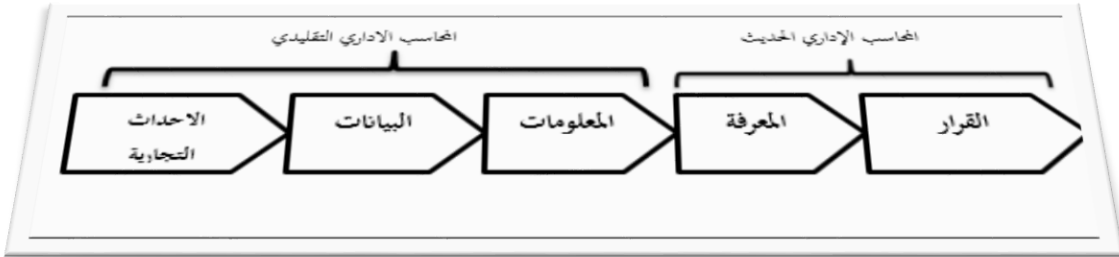 المحاسب الاداري التقليدي
المحاسب الإداري الحديث
الاحداث
التجارية
البيانات
المعلومات
المعرفة
القرار